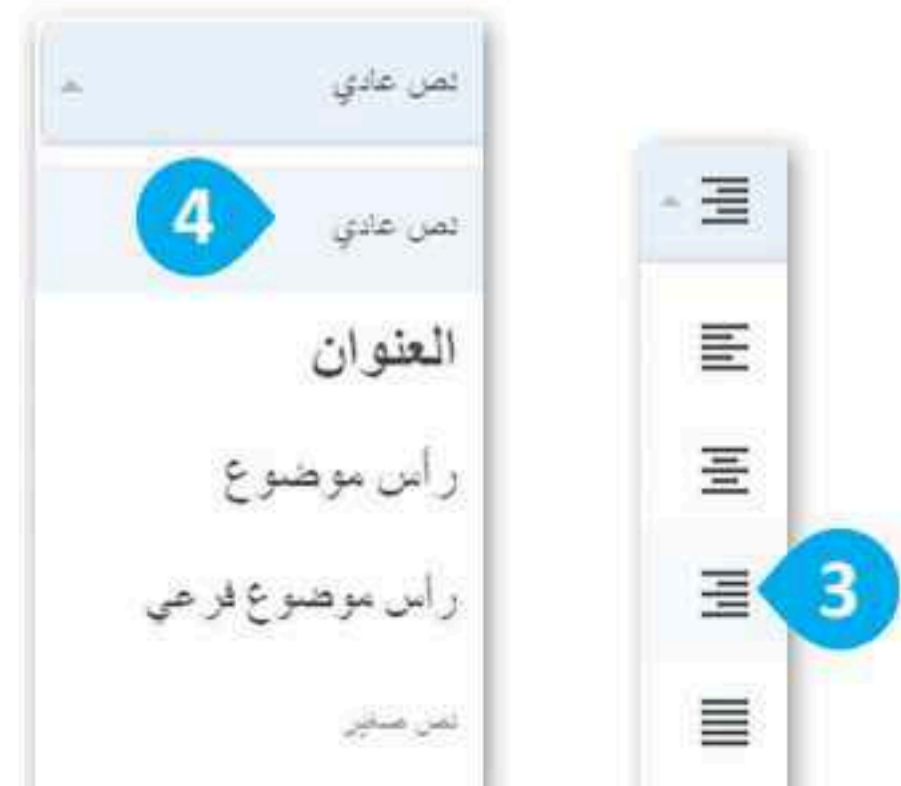 نص عادي
4
نص عادي
العنوان
رأس موضوع
رأس موضوع فرعي
نص صغير
3